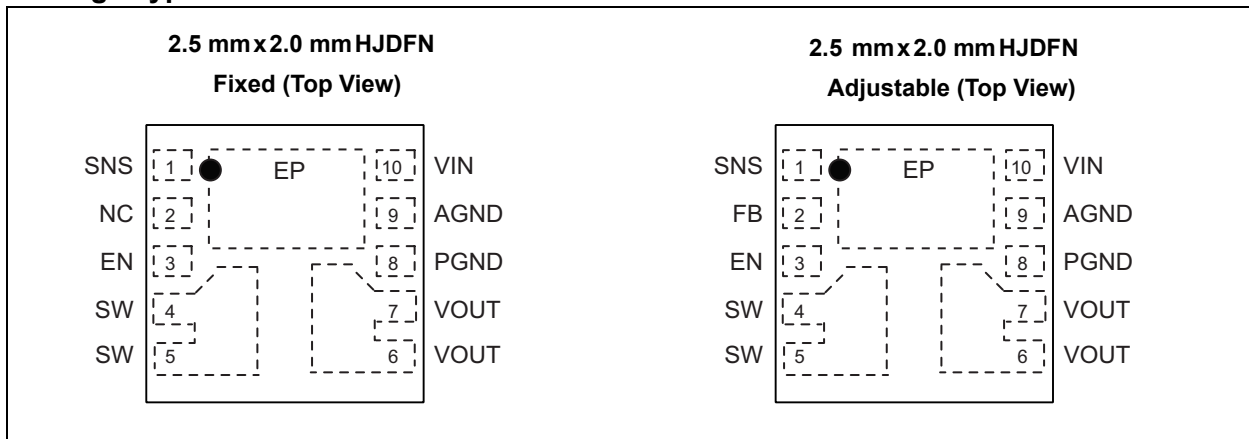 2.5 mm x 2.0 mm HJDFN
Fixed (Top View)
SNS 1 EP 10 VIN
NC 2 9 AGND
EN 3 8 PGND
SW 4 7 VOUT
SW 5 6 VOUT
2.5 mm x 2.0 mm HJDFN
Adjustable (Top View)
SNS 1 EP 10 VIN
FB 2 9 AGND
EN 3 8 PGND
SW 4 7 VOUT
SW 5 6 VOUT